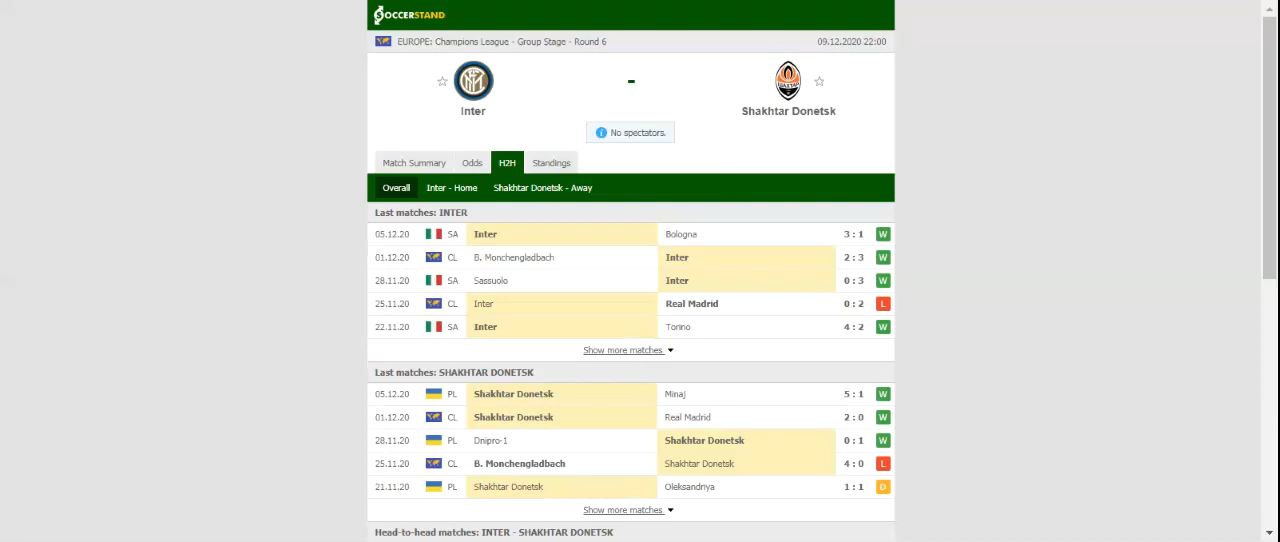 SOCCERSTAND
EUROPE: Champions League - Group Stage - Round 6 09.12.2020 22:00
-
Inter Shakhtar Donetsk
No spectators.
Match Summary Odds H2H Standings
Overall Inter - Home Shakhtar Donetsk - Away
Last matches: INTER
05.12.20 SA Inter Bologna 3 : 1 W
01.12.20 CL B. Monchengladbach Inter 2 : 3 W
28.11.20 SA Sassuolo Inter 0 : 3 W
25.11.20 CL Inter Real Madrid 0 : 2 L
22.11.20 SA Inter Torino 4 : 2 W
Show more matches
Last matches: SHAKHTAR DONETSK
05.12.20 PL Shakhtar Donetsk Minaj 5 : 1 W
01.12.20 CL Shakhtar Donetsk Real Madrid 2 : 0 W
28.11.20 PL Dnipro-1 Shakhtar Donetsk 0 : 1 W
25.11.20 CL B. Monchengladbach Shakhtar Donetsk 4 : 0 L
21.11.20 PL Shakhtar Donetsk Oleksandriya 1 : 1 D
Show more matches
Head-to-head matches: INTER - SHAKHTAR DONETSK